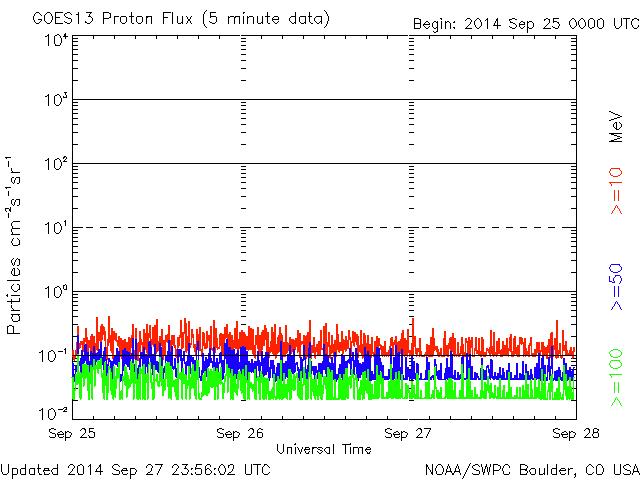 GOES13 Proton Flux (5 minute data)
Begin: 2014 Sep 25 0000 UTC
10⁴
10³
10²
10¹
10⁰
10⁻¹
10⁻²
Particles cm⁻²s⁻¹sr⁻¹
MeV
>=10
>=50
>=100
Sep 25
Sep 26
Sep 27
Sep 28
Universal Time
Updated 2014 Sep 27 23:56:02 UTC
NOAA/SWPC Boulder, CO USA